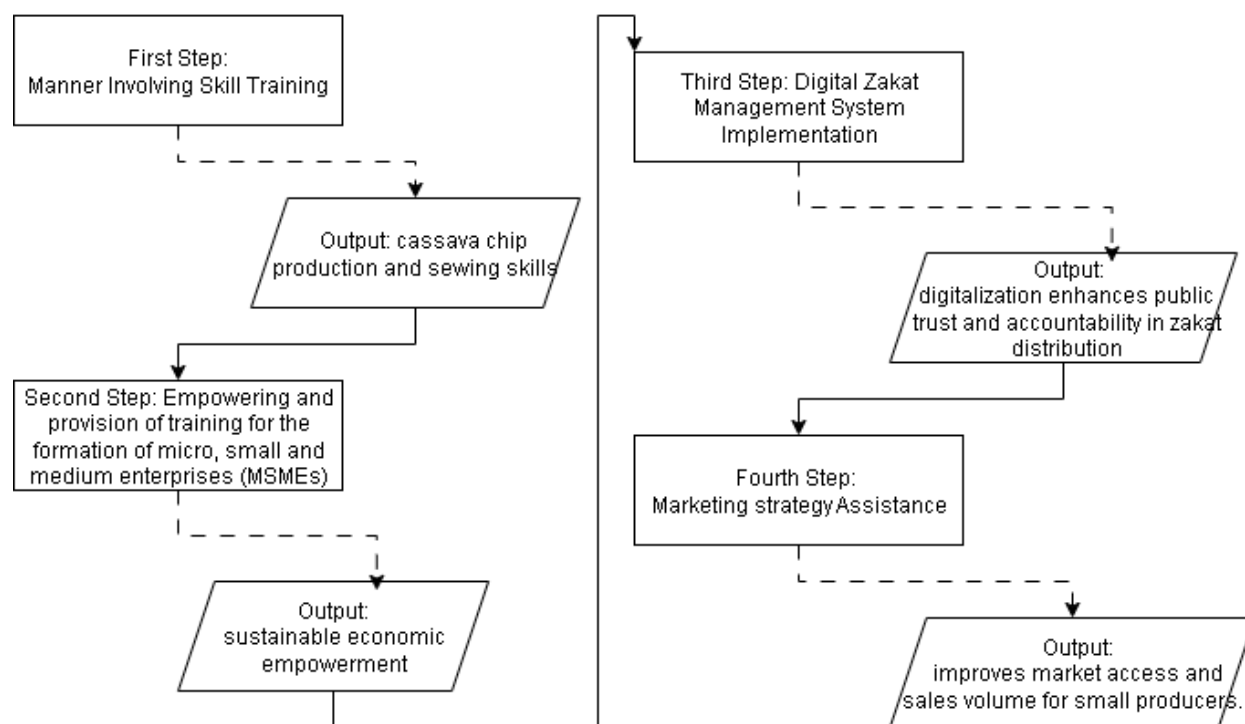 First Step:
Manner Involving Skill Training
Output: cassava chip
production and sewing skills
Second Step: Empowering and
provision of training for the
formation of micro, small and
medium enterprises (MSMEs)
Output:
sustainable economic
empowerment
Third Step: Digital Zakat
Management System
Implementation
Output:
digitalization enhances public
trust and accountability in zakat
distribution
Fourth Step:
Marketing strategy Assistance
Output:
improves market access and
sales volume for small producers.